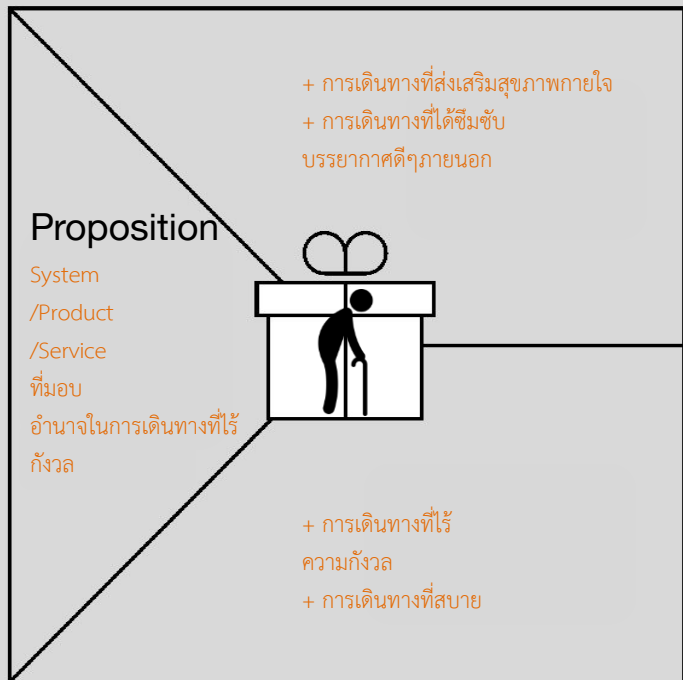 + การเดินทางที่ส่งเสริมสุขภาพกายใจ
+ การเดินทางที่ได้ซึมซับ
บรรยากาศดีๆภายนอก
Proposition
System
/Product
/Service
ที่มอบ
อำนาจในการเดินทางที่ไร้
กังวล
+ การเดินทางที่ไร้
ความกังวล
+ การเดินทางที่สบาย